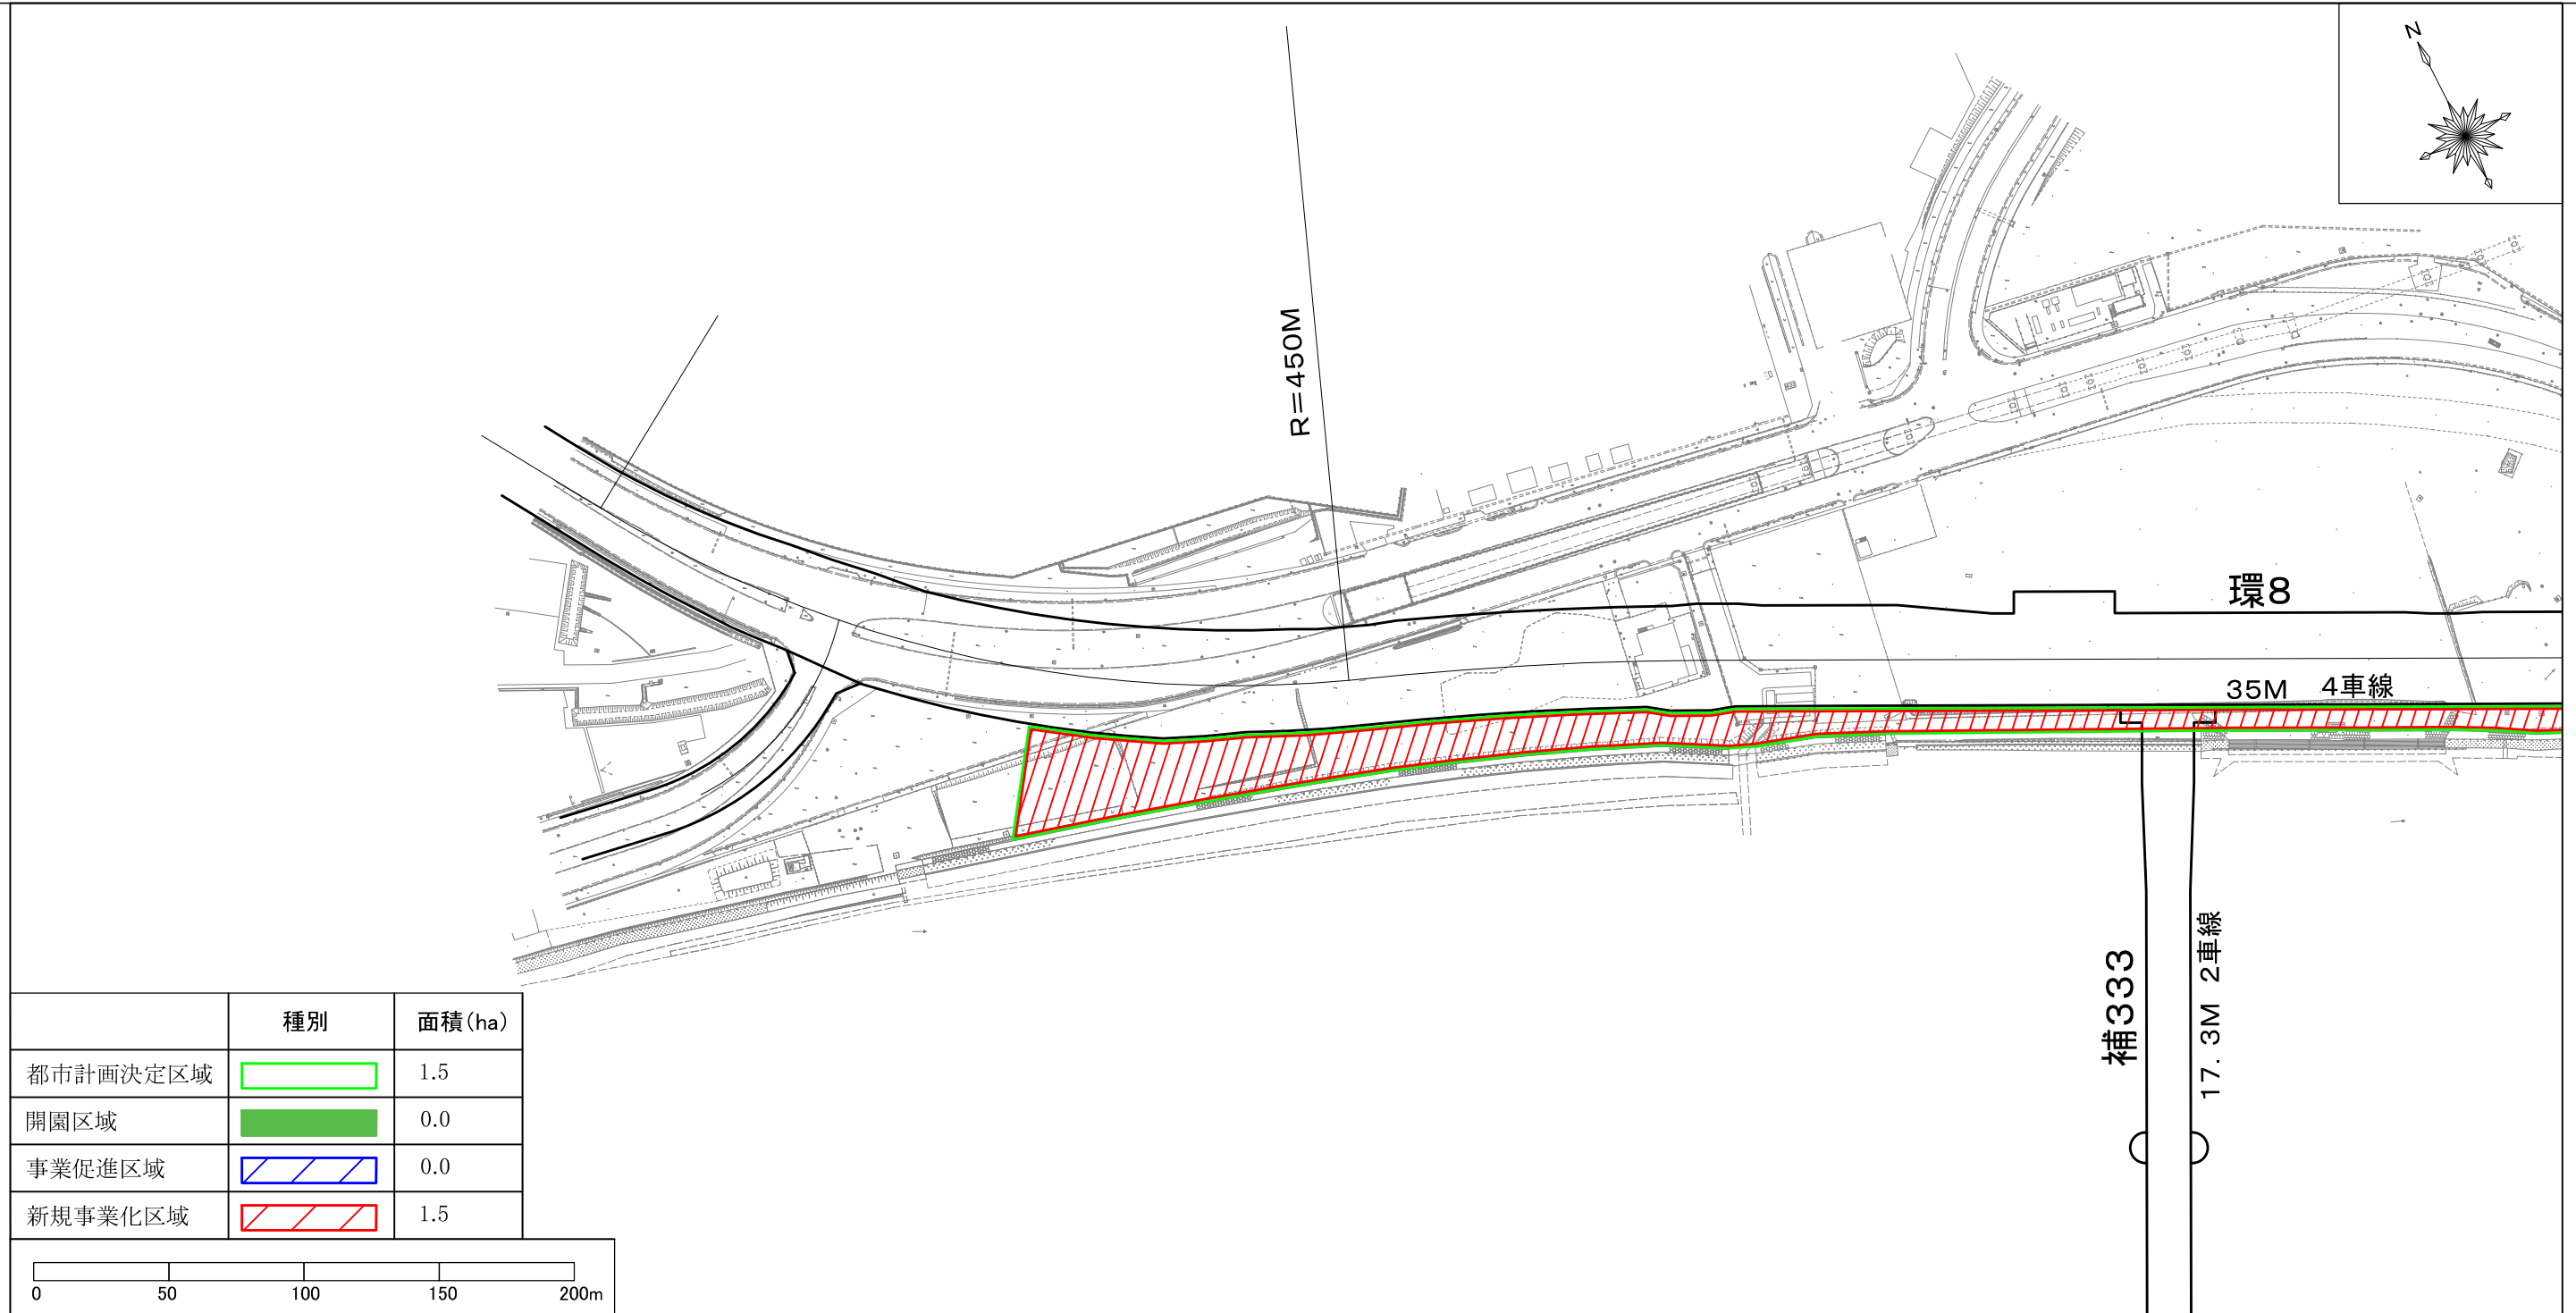 N
R=450M
環8
35M 4車線
補333
17.3M 2車線
種別 面積(ha)
都市計画決定区域 1.5
開園区域 0.0
事業促進区域 0.0
新規事業化区域 1.5
0 50 100 150 200m